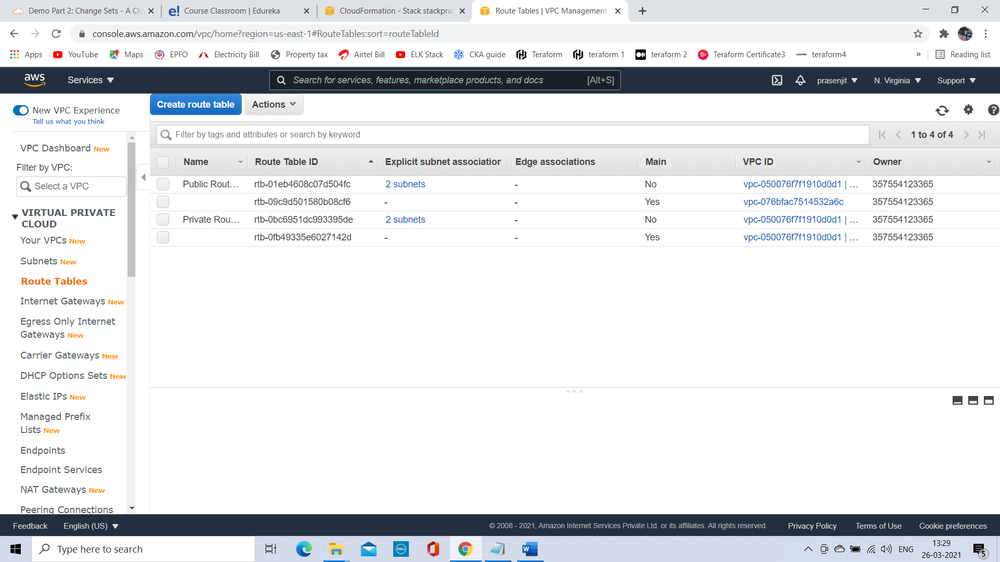 Demo Part 2: Change Sets - A Clo
Course Classroom | Edureka
CloudFormation - Stack stackpras
Route Tables | VPC Management
console.aws.amazon.com/vpc/home?region=us-east-1#RouteTables:sort=routeTableId
Apps YouTube Maps EPFO Electricity Bill Property tax Airtel Bill ELK Stack CKA guide Teraform teraform 1 teraform 2 Terraform Certificate3 teraform4 » Reading list
aws Services Search for services, features, marketplace products, and docs [Alt+S] prasenjit N. Virginia Support
New VPC Experience
Tell us what you think
Create route table Actions
Filter by tags and attributes or search by keyword
1 to 4 of 4
VPC Dashboard New
Filter by VPC:
Select a VPC
VIRTUAL PRIVATE
CLOUD
Your VPCs New
Subnets New
Route Tables
Internet Gateways New
Egress Only Internet
Gateways New
Carrier Gateways New
DHCP Options Sets New
Elastic IPs New
Managed Prefix
Lists New
Endpoints
Endpoint Services
NAT Gateways New
Peering Connections
Name Route Table ID Explicit subnet association Edge associations Main VPC ID Owner
Public Rout... rtb-01eb4608c07d504fc 2 subnets - No vpc-050076f7f1910d0d1 | ... 357554123365
rtb-09c9d501580b08cf6 - - Yes vpc-076bfac7514532a6c 357554123365
Private Rou... rtb-0bc6951dc993395de 2 subnets - No vpc-050076f7f1910d0d1 | ... 357554123365
rtb-0fb49335e6027142d - - Yes vpc-050076f7f1910d0d1 | ... 357554123365
Feedback English (US) © 2008 - 2021, Amazon Internet Services Private Ltd. or its affiliates. All rights reserved. Privacy Policy Terms of Use Cookie preferences
Type here to search
DELL
ENG
13:29
26-03-2021
5